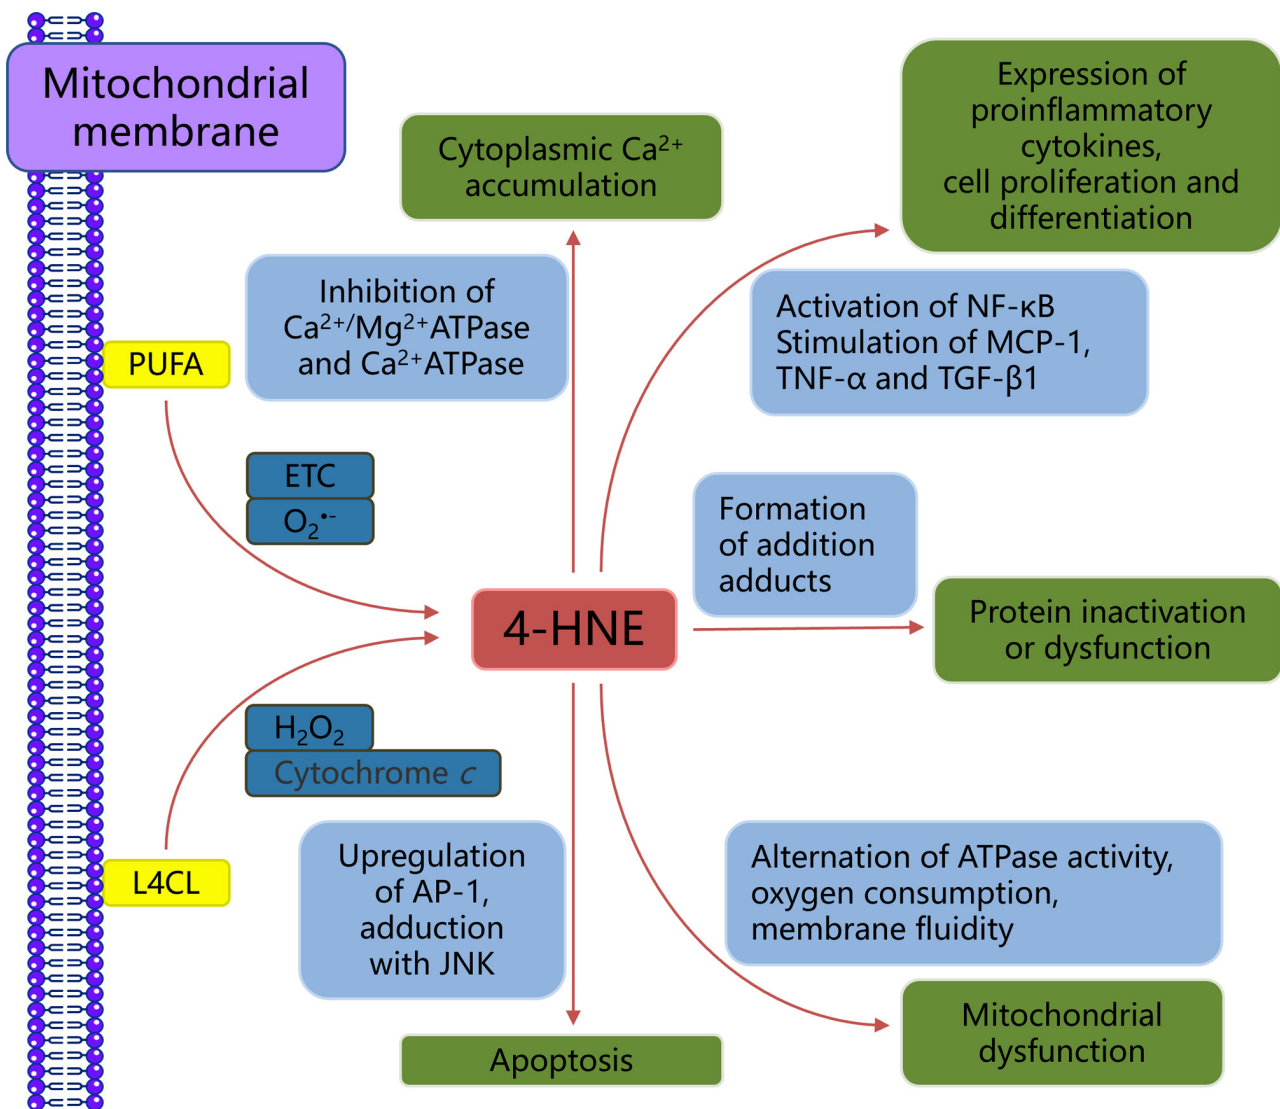 Mitochondrial
membrane
Cytoplasmic Ca²⁺
accumulation
Expression of
proinflammatory
cytokines,
cell proliferation and
differentiation
Inhibition of
Ca²⁺/Mg²⁺ATPase
and Ca²⁺ATPase
Activation of NF-κB
Stimulation of MCP-1,
TNF-α and TGF-β1
PUFA
ETC
O₂•⁻
Formation
of addition
adducts
4-HNE
Protein inactivation
or dysfunction
H₂O₂
Cytochrome c
L4CL
Upregulation
of AP-1,
adduction
with JNK
Alternation of ATPase activity,
oxygen consumption,
membrane fluidity
Apoptosis
Mitochondrial
dysfunction